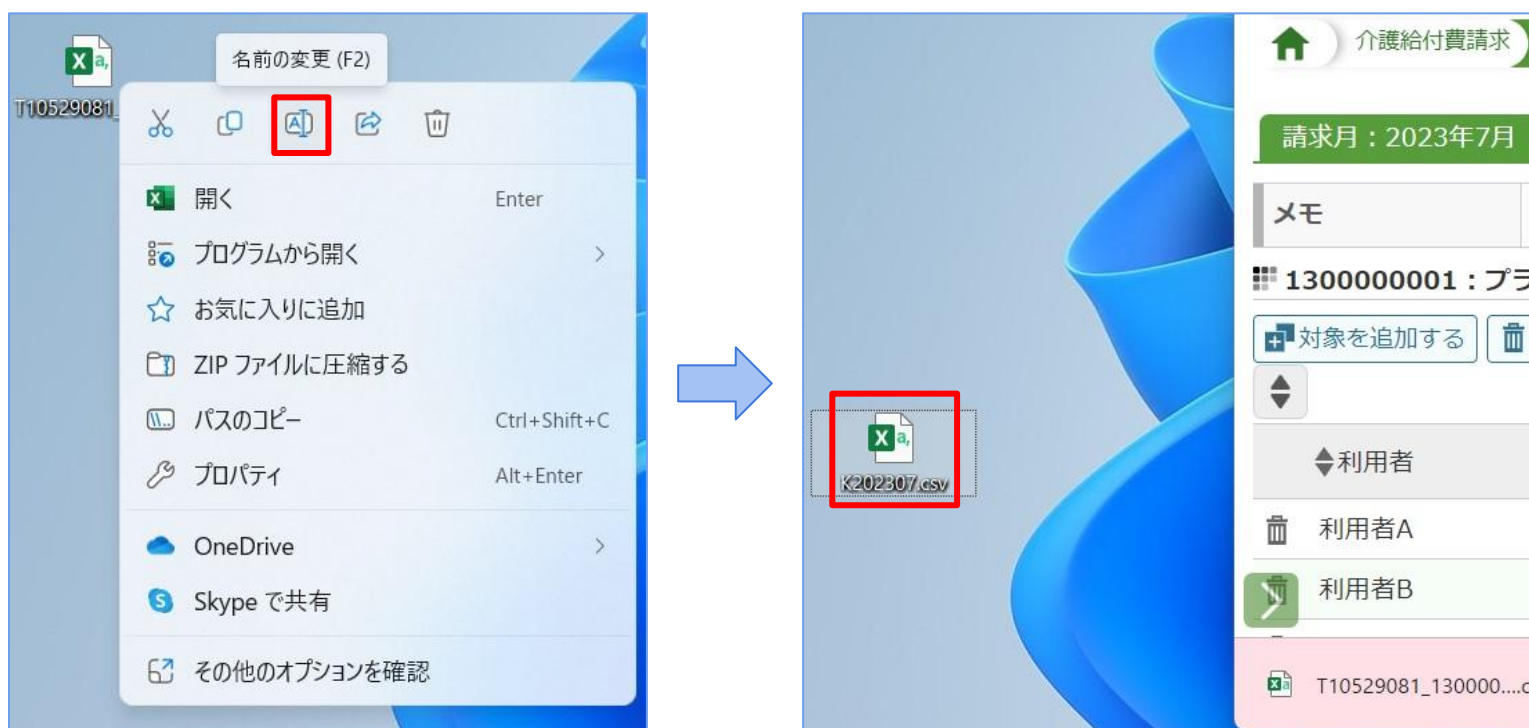 T10529081_
名前の変更 (F2)
開く Enter
プログラムから開く
お気に入りに追加
ZIP ファイルに圧縮する
パスのコピー Ctrl+Shift+C
プロパティ Alt+Enter
OneDrive
Skype で共有
その他のオプションを確認
K202307.csv
介護給付費請求
請求月：2023年7月
メモ
1300000001：プラ
対象を追加する
利用者
利用者A
利用者B
T10529081_130000....c